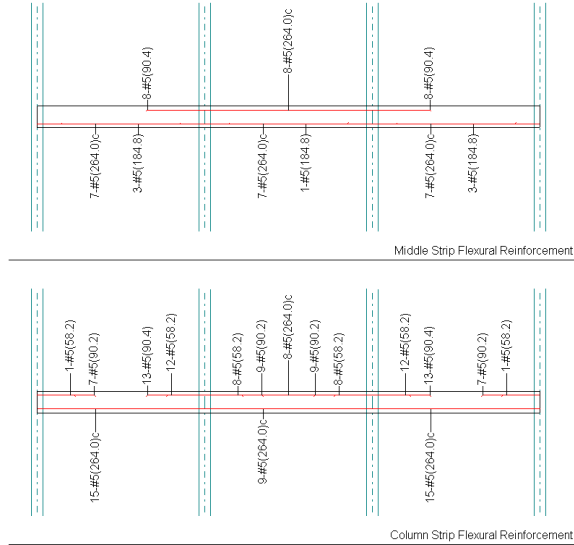 8-#5(90.4)
8-#5(264.0)c
8-#5(90.4)
7-#5(264.0)c
3-#5(184.8)
7-#5(264.0)c
1-#5(184.8)
7-#5(264.0)c
3-#5(184.8)
Middle Strip Flexural Reinforcement
1-#5(58.2)
7-#5(90.2)
13-#5(90.4)
12-#5(58.2)
8-#5(58.2)
9-#5(90.2)
8-#5(264.0)c
9-#5(90.2)
8-#5(58.2)
12-#5(58.2)
13-#5(90.4)
7-#5(90.2)
1-#5(58.2)
15-#5(264.0)c
9-#5(264.0)c
15-#5(264.0)c
Column Strip Flexural Reinforcement